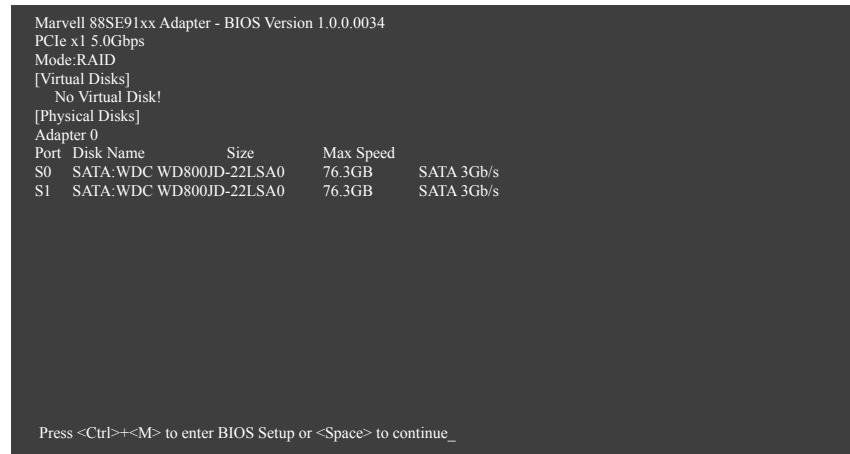 Marvell 88SE91xx Adapter - BIOS Version 1.0.0.0034
PCIe x1 5.0Gbps
Mode:RAID
[Virtual Disks]
No Virtual Disk!
[Physical Disks]
Adapter 0
Port Disk Name Size Max Speed
S0 SATA:WDC WD800JD-22LSA0 76.3GB SATA 3Gb/s
S1 SATA:WDC WD800JD-22LSA0 76.3GB SATA 3Gb/s
Press <Ctrl>+<M> to enter BIOS Setup or <Space> to continue_